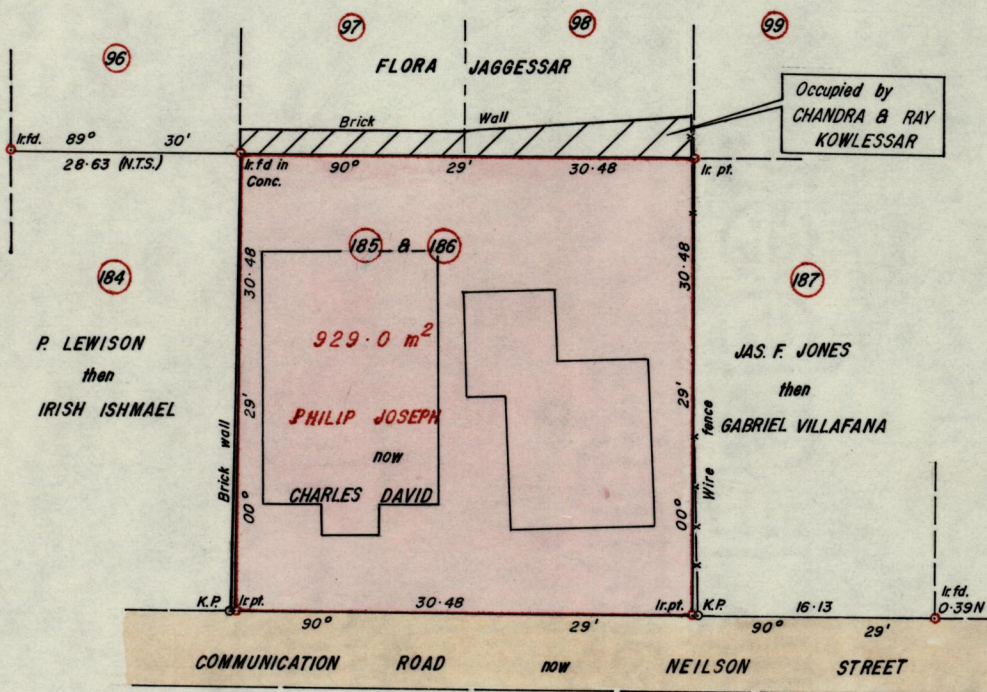 96
97
98
99
FLORA JAGGESSAR
Occupied by
CHANDRA & RAY
KOWLESSAR
Brick Wall
Ir.fd. 89° 30'
28·63 (N.T.S.)
Ir.fd in
Conc.
90° 29' 30·48
Ir. pt.
184
185 & 186
187
30·48
30·48
929·0 m²
P. LEWISON
then
IRISH ISHMAEL
JAS. F. JONES
then
GABRIEL VILLAFANA
PHILIP JOSEPH
now
CHARLES DAVID
29'
29'
Brick wall
Wire fence
00°
00°
K.P.
Ir.pt.
30·48
Ir.pt.
K.P.
16·13
Ir.fd.
0·39N
90° 29'
90° 29'
COMMUNICATION ROAD now NEILSON STREET